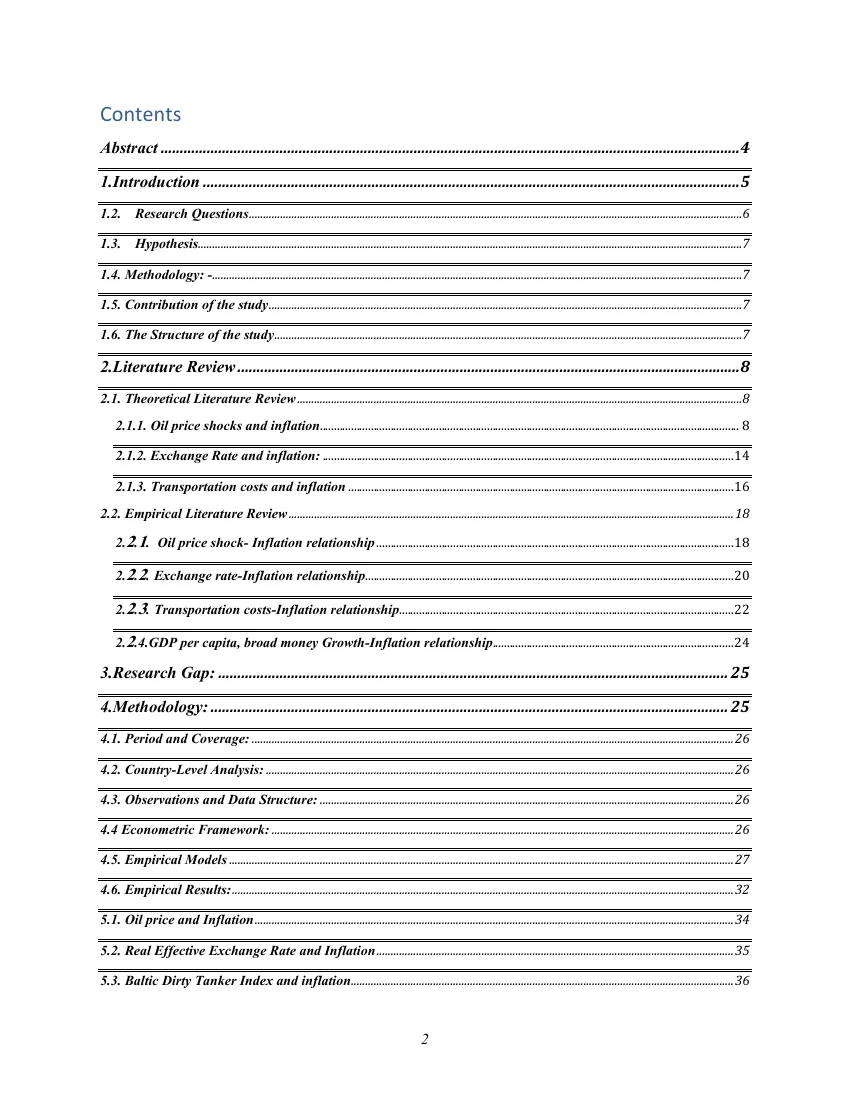 Contents
Abstract ........ 4
1.Introduction ........ 5
1.2. Research Questions ........ 6
1.3. Hypothesis ........ 7
1.4. Methodology: - ........ 7
1.5. Contribution of the study ........ 7
1.6. The Structure of the study ........ 7
2.Literature Review ........ 8
2.1. Theoretical Literature Review ........ 8
2.1.1. Oil price shocks and inflation ........ 8
2.1.2. Exchange Rate and inflation: ........ 14
2.1.3. Transportation costs and inflation ........ 16
2.2. Empirical Literature Review ........ 18
2.2.1. Oil price shock- Inflation relationship ........ 18
2.2.2. Exchange rate-Inflation relationship ........ 20
2.2.3. Transportation costs-Inflation relationship ........ 22
2.2.4.GDP per capita, broad money Growth-Inflation relationship ........ 24
3.Research Gap: ........ 25
4.Methodology: ........ 25
4.1. Period and Coverage: ........ 26
4.2. Country-Level Analysis: ........ 26
4.3. Observations and Data Structure: ........ 26
4.4 Econometric Framework: ........ 26
4.5. Empirical Models ........ 27
4.6. Empirical Results: ........ 32
5.1. Oil price and Inflation ........ 34
5.2. Real Effective Exchange Rate and Inflation ........ 35
5.3. Baltic Dirty Tanker Index and inflation ........ 36
2